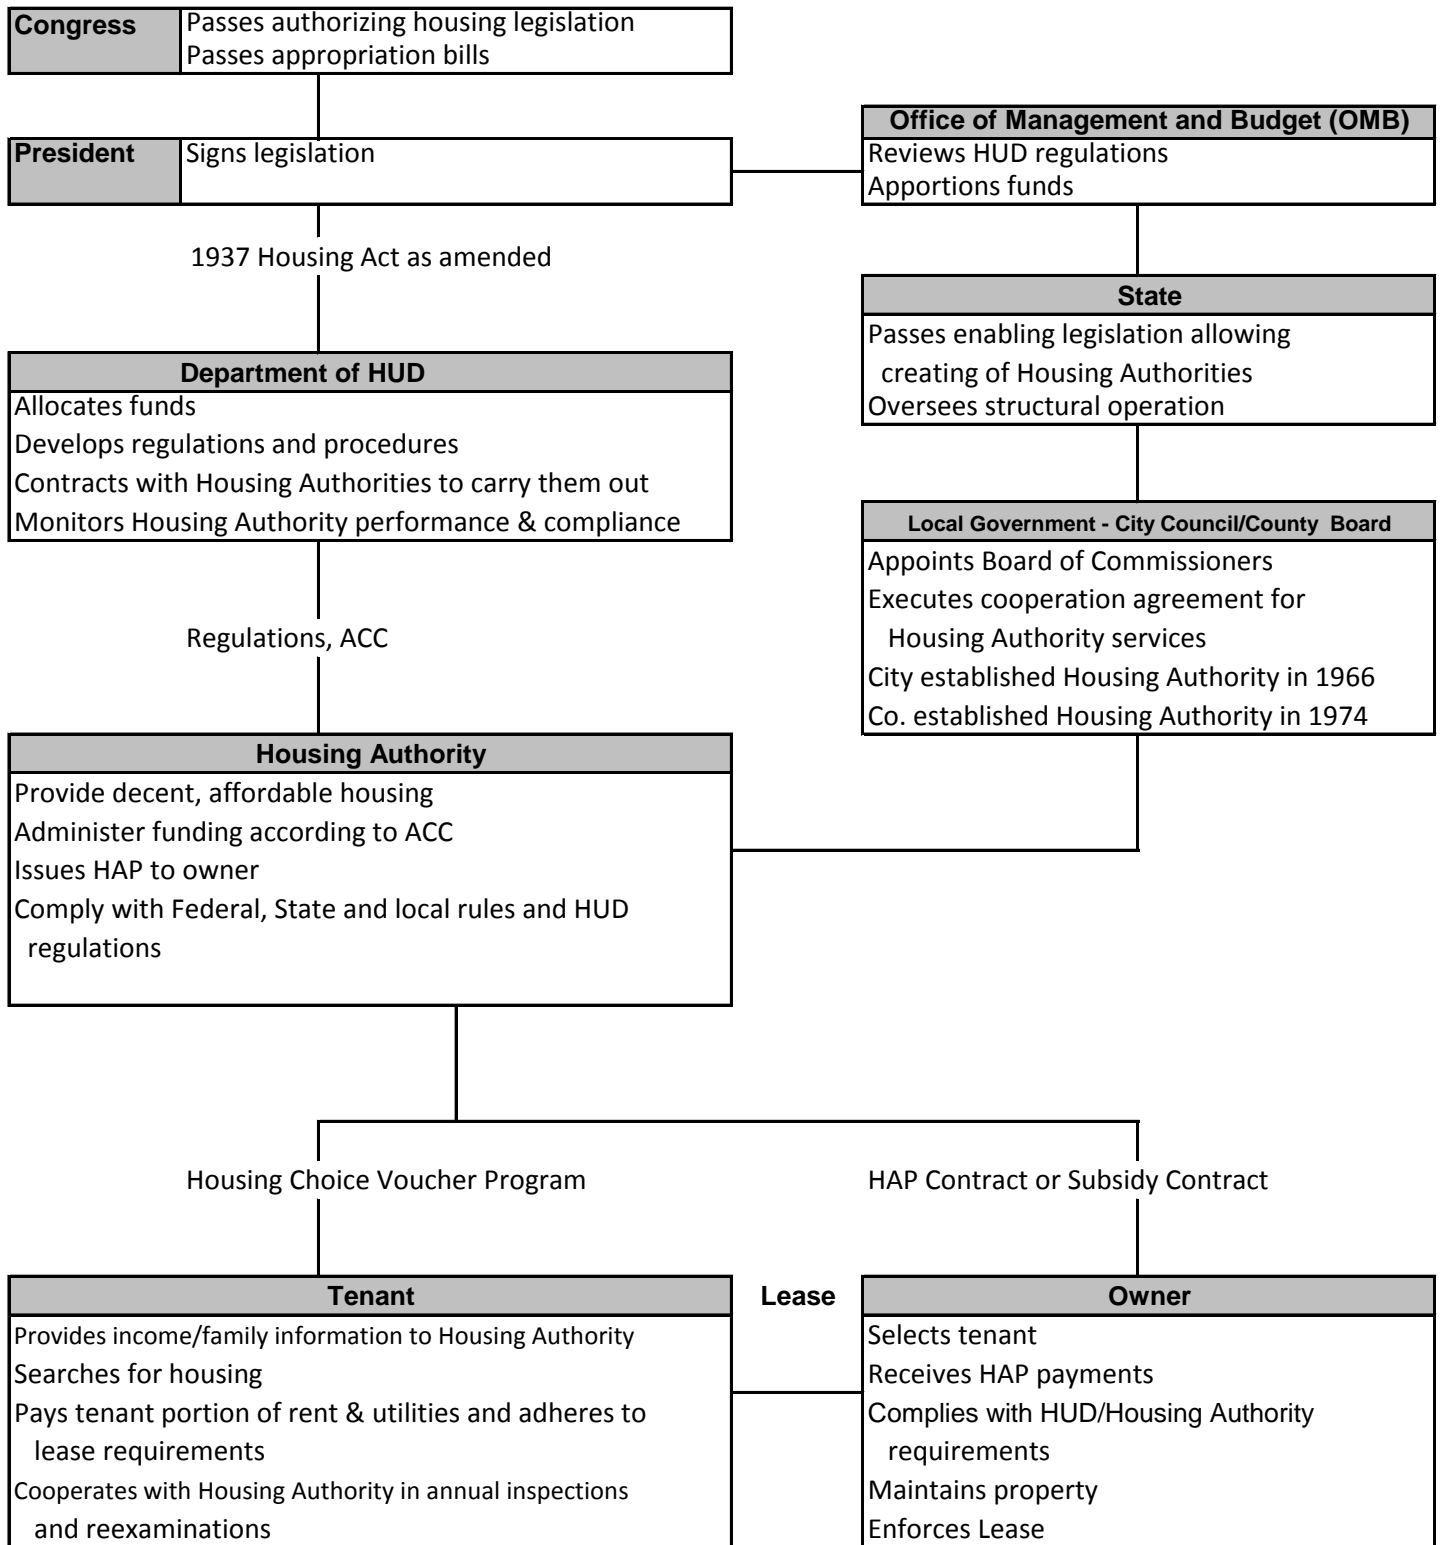 Congress
Passes authorizing housing legislation
Passes appropriation bills
President
Signs legislation
Office of Management and Budget (OMB)
Reviews HUD regulations
Apportions funds
1937 Housing Act as amended
State
Passes enabling legislation allowing
creating of Housing Authorities
Oversees structural operation
Department of HUD
Allocates funds
Develops regulations and procedures
Contracts with Housing Authorities to carry them out
Monitors Housing Authority performance & compliance
Local Government - City Council/County Board
Appoints Board of Commissioners
Executes cooperation agreement for
Housing Authority services
City established Housing Authority in 1966
Co. established Housing Authority in 1974
Regulations, ACC
Housing Authority
Provide decent, affordable housing
Administer funding according to ACC
Issues HAP to owner
Comply with Federal, State and local rules and HUD
regulations
Housing Choice Voucher Program
HAP Contract or Subsidy Contract
Tenant
Provides income/family information to Housing Authority
Searches for housing
Pays tenant portion of rent & utilities and adheres to
lease requirements
Cooperates with Housing Authority in annual inspections
and reexaminations
Lease
Owner
Selects tenant
Receives HAP payments
Complies with HUD/Housing Authority
requirements
Maintains property
Enforces Lease